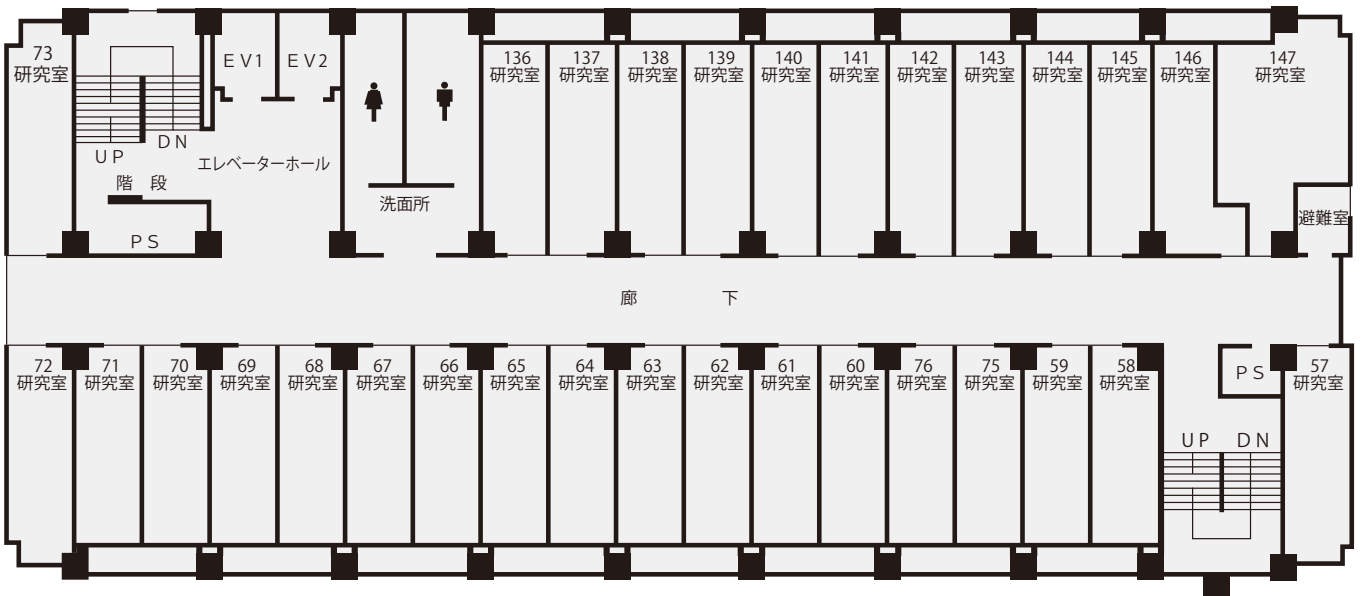 73
研究室
EV1
EV2
136
研究室
137
研究室
138
研究室
139
研究室
140
研究室
141
研究室
142
研究室
143
研究室
144
研究室
145
研究室
146
研究室
147
研究室
UP
DN
エレベーターホール
階段
洗面所
避難室
PS
廊下
72
研究室
71
研究室
70
研究室
69
研究室
68
研究室
67
研究室
66
研究室
65
研究室
64
研究室
63
研究室
62
研究室
61
研究室
60
研究室
76
研究室
75
研究室
59
研究室
58
研究室
PS
57
研究室
UP
DN